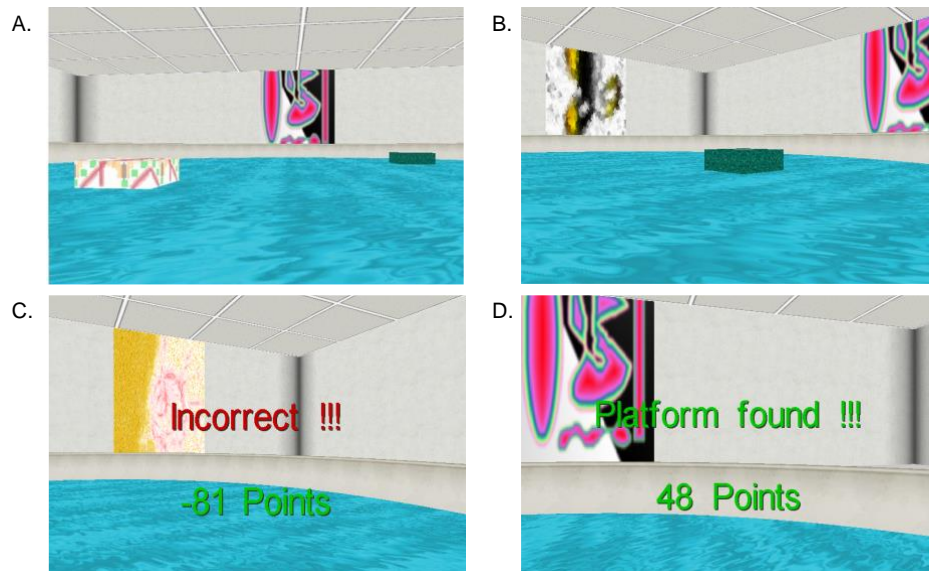 A.
B.
C.
Incorrect !!!
-81 Points
D.
Platform found !!!
48 Points